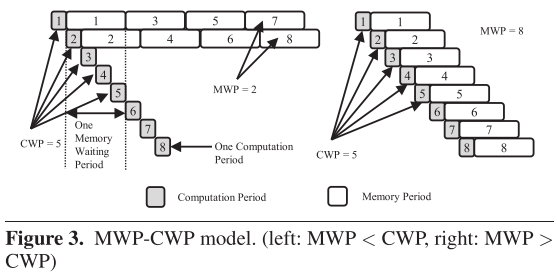 1 1 3 5 7
2 2 4 6 8
3
4
5
6
7
8
MWP = 2
CWP = 5
One
Memory
Waiting
Period
One Computation
Period
1 1
2 2
3 3
4 4
5 5
6 6
7 7
8 8
MWP = 8
CWP = 5
Computation Period
Memory Period
Figure 3. MWP-CWP model. (left: MWP < CWP, right: MWP >
CWP)